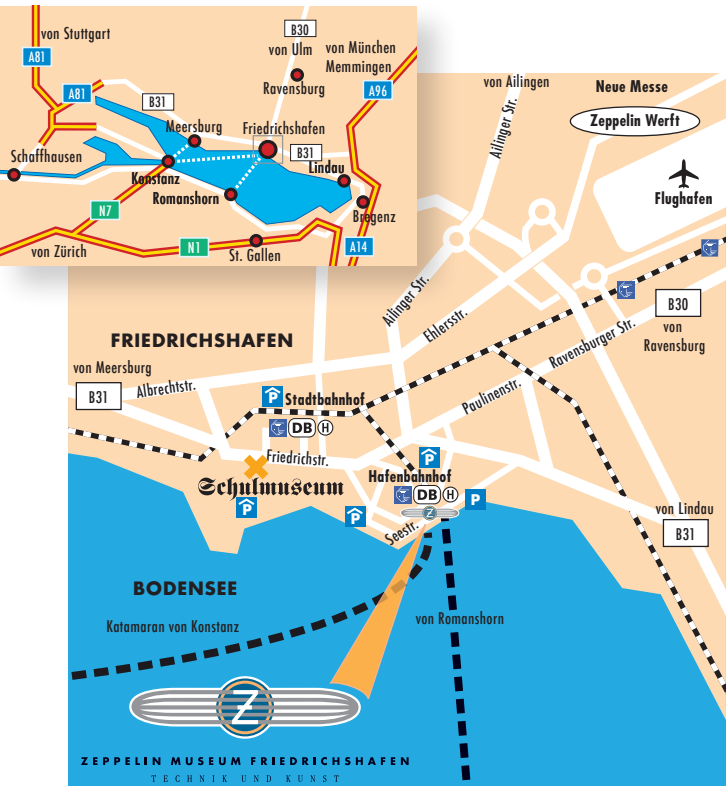 von Stuttgart
A81
A81
B31
B30
von Ulm
Ravensburg
von München
Memmingen
A96
Meersburg
Friedrichshafen
B31
Lindau
Schaffhausen
Konstanz
Romanshorn
Bregenz
N7
N1
von Zürich
St. Gallen
A14
von Ailingen
Ailinger Str.
Neue Messe
Zeppelin Werft
Flughafen
Ailinger Str.
Ehlersstr.
B30
von
Ravensburg
Ravensburger Str.
FRIEDRICHSHAFEN
von Meersburg
B31
Albrechtstr.
P
Stadtbahnhof
DB
H
Paulinenstr.
Friedrichstr.
Schulmuseum
P
P
P
Hafenbahnhof
DB
H
P
Z
Seestr.
von Lindau
B31
BODENSEE
Katamaran von Konstanz
von Romanshorn
Z
ZEPPELIN MUSEUM FRIEDRICHSHAFEN
TECHNIK UND KUNST